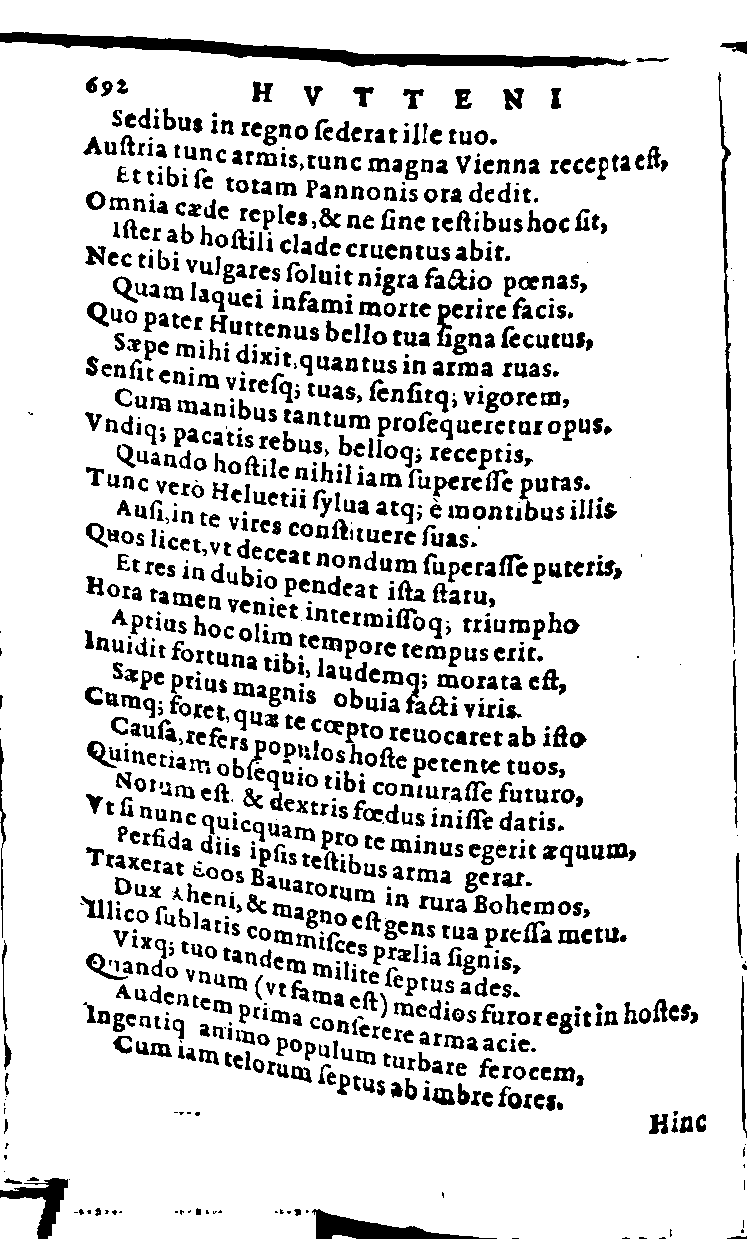 692 HVTTENI
Sedibus in regno ſederat ille tuo.
Auſtria tunc armis, tunc magna Vienna recepta eſt,
Et tibi ſe totam Pannonis ora dedit.
Omnia cæde reples, & ne ſine teſtibus hoc ſit,
Iſter ab hoſtili clade cruentus abit.
Nec tibi vulgares ſoluit nigra factio pœnas,
Quam laquei infami morte perire facis.
Quo pater Huttenus bello tua ſigna ſecutus,
Sæpe mihi dixit, quantus in arma ruas.
Senſit enim vireſq; tuas, ſenſitq; vigorem,
Cum manibus tantum proſequeretur opus.
Vndiq; pacatis rebus, belloq; receptis,
Quando hoſtile nihil iam ſupereſſe putas.
Tunc verò Heluetii ſylua atq; è montibus illis
Auſi, in te vires conſtituere ſuas.
Quos licet, vt deceat nondum ſuperaſſe puteris,
Et res in dubio pendeat iſta ſtatu,
Hora tamen veniet intermiſſoq; triumpho
Aptius hoc olim tempore tempus erit.
Inuidit fortuna tibi, laudemq; morata eſt,
Sæpe prius magnis obuia facti viris.
Cumq; foret, quæ te cœpto reuocaret ab iſto
Cauſa, refers populos hoſte petente tuos,
Quinetiam obſequio tibi coniuraſſe futuro,
Notum eſt & dextris fœdus iniſſe datis.
Vt ſi nunc quicquam pro te minus egerit æquum,
Perfida diis ipſis teſtibus arma gerat.
Traxerat Eoos Bauarorum in rura Bohemos,
Dux Rheni, & magno eſt gens tua preſſa metu.
Illico ſublatis commiſces prælia ſignis,
Vixq; tuo tandem milite ſeptus ades.
Quando vnum (vt fama eſt) medios furor egit in hoſtes,
Audentem prima conſerere arma acie.
Ingentiq animo populum turbare ferocem,
Cum iam telorum ſeptus ab imbre fores.
Hinc